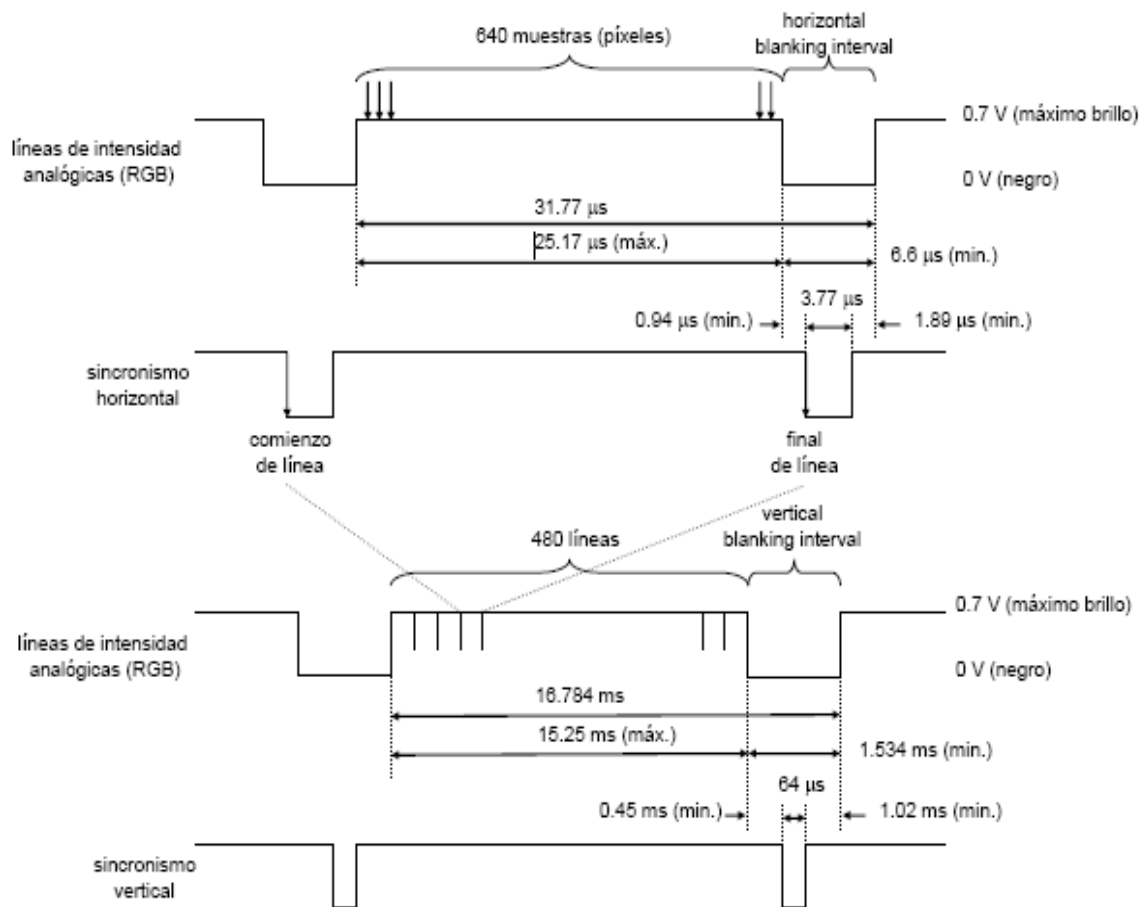 640 muestras (píxeles)
horizontal
blanking interval
líneas de intensidad
analógicas (RGB)
0.7 V (máximo brillo)
0 V (negro)
31.77 µs
25.17 µs (máx.)
6.6 µs (min.)
3.77 µs
0.94 µs (min.)
1.89 µs (min.)
sincronismo
horizontal
comienzo
de línea
final
de línea
480 líneas
vertical
blanking interval
líneas de intensidad
analógicas (RGB)
0.7 V (máximo brillo)
0 V (negro)
16.784 ms
15.25 ms (máx.)
1.534 ms (min.)
64 µs
0.45 ms (min.)
1.02 ms (min.)
sincronismo
vertical